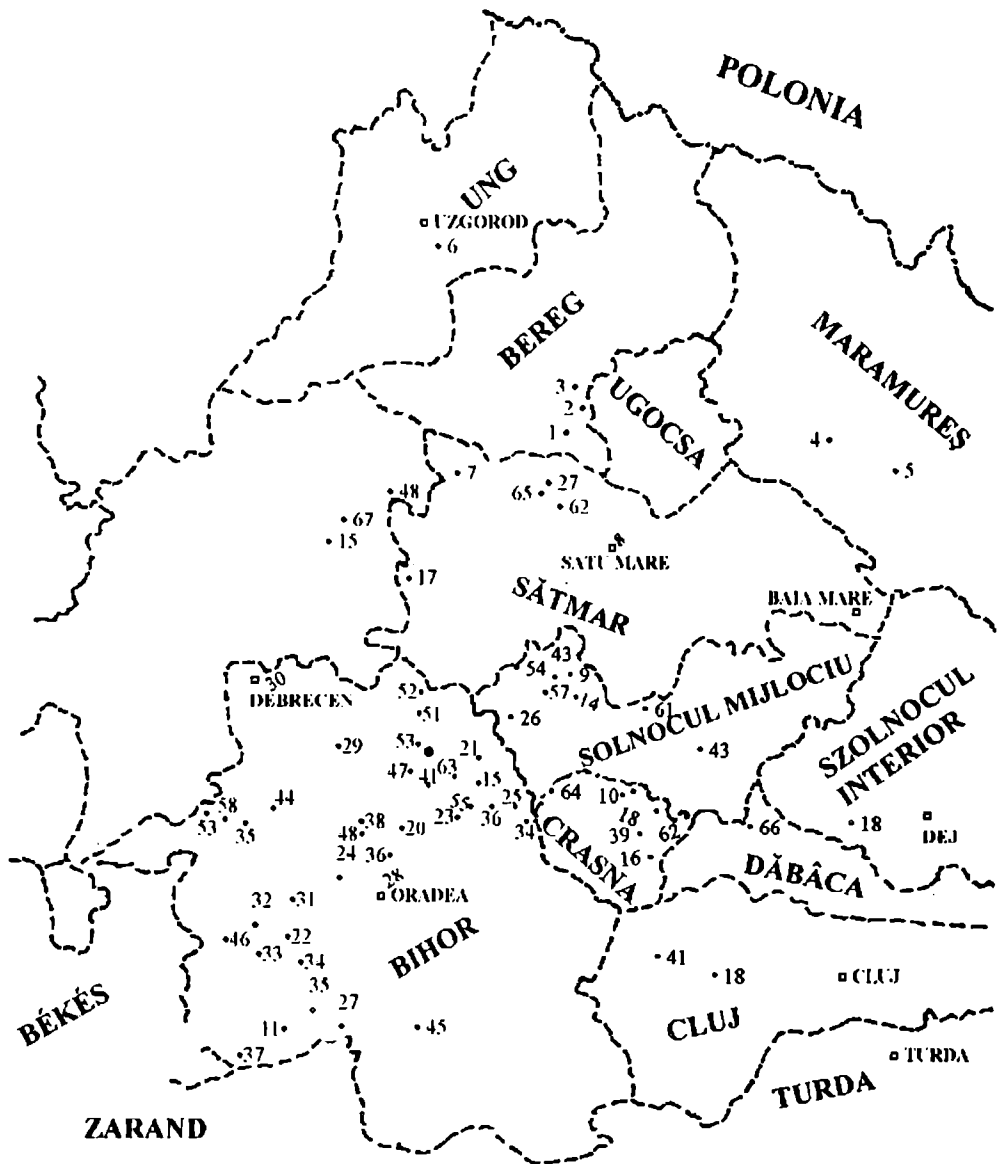 POLONIA
UNG
UZGOROD
6
BEREG
MARAMUREȘ
3
2
1
UGOCSA
4
5
7
48
27
65
62
67
15
8
SATU MARE
17
SĂTMAR
BAIA MARE
43
54
9
57
14
30
DEBRECEN
52
51
26
61
SOLNOCUL MIJLOCIU
SZOLNOCUL
INTERIOR
29
53
21
43
47
63
41
15
64
10
58
44
55
25
18
53
35
38
23
36
34
39
62
66
18
DEJ
48
20
CRASNA
16
24
36
28
ORADEA
DĂBÂCA
32
31
46
22
33
34
BIHOR
41
18
CLUJ
BÉKÉS
35
27
11
45
CLUJ
37
TURDA
TURDA
ZARAND